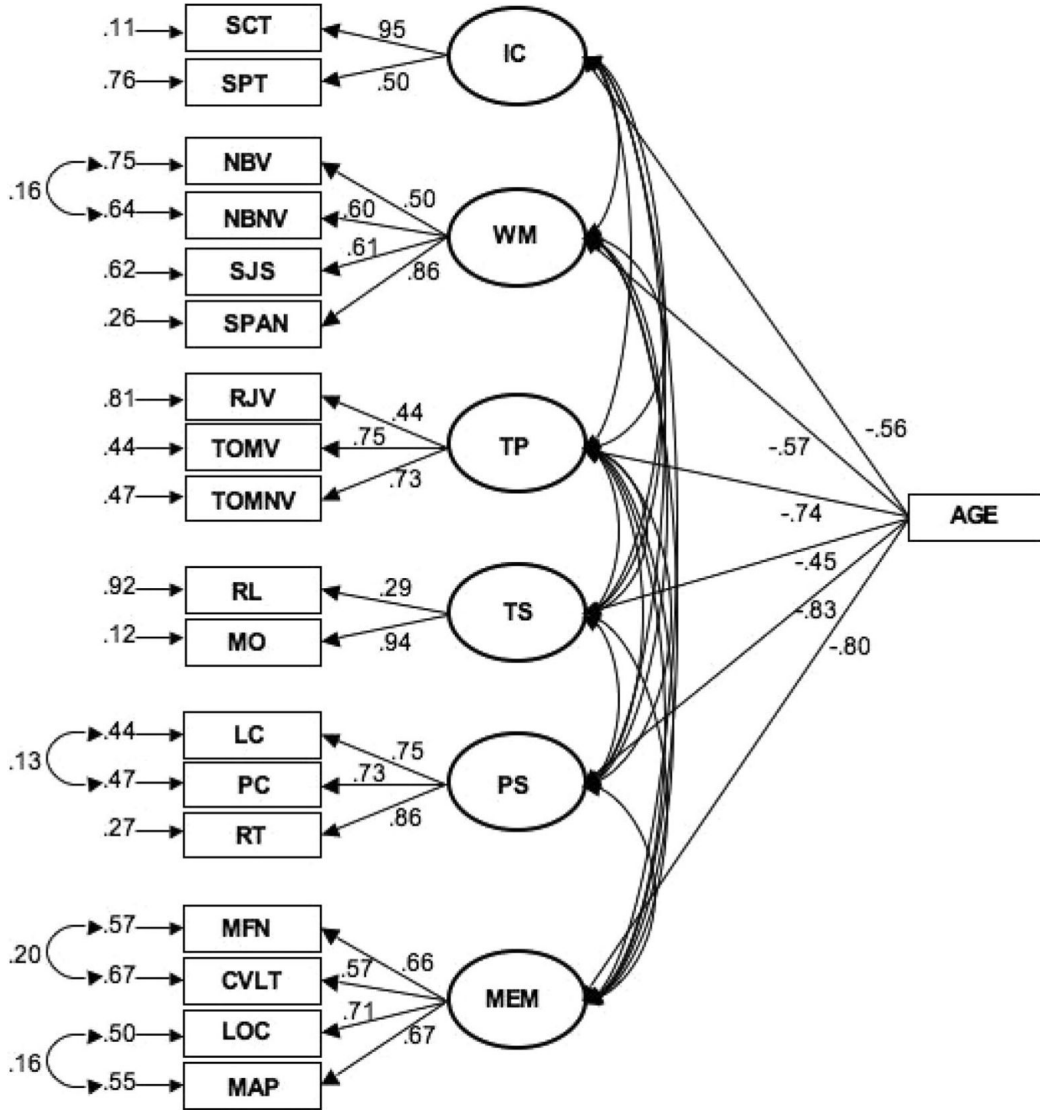 .11 SCT .95 IC
.76 SPT .50
.16 .75 NBV .50
.64 NBNV .60 WM
.62 SJS .61
.26 SPAN .86
.81 RJV .44
.44 TOMV .75 TP
.47 TOMNV .73
-.56
-.57
-.74
AGE
-.45
-.83
-.80
.92 RL .29 TS
.12 MO .94
.13 .44 LC .75
.47 PC .73 PS
.27 RT .86
.20 .57 MFN .66
.67 CVLT .57 MEM
.16 .50 LOC .71
.55 MAP .67